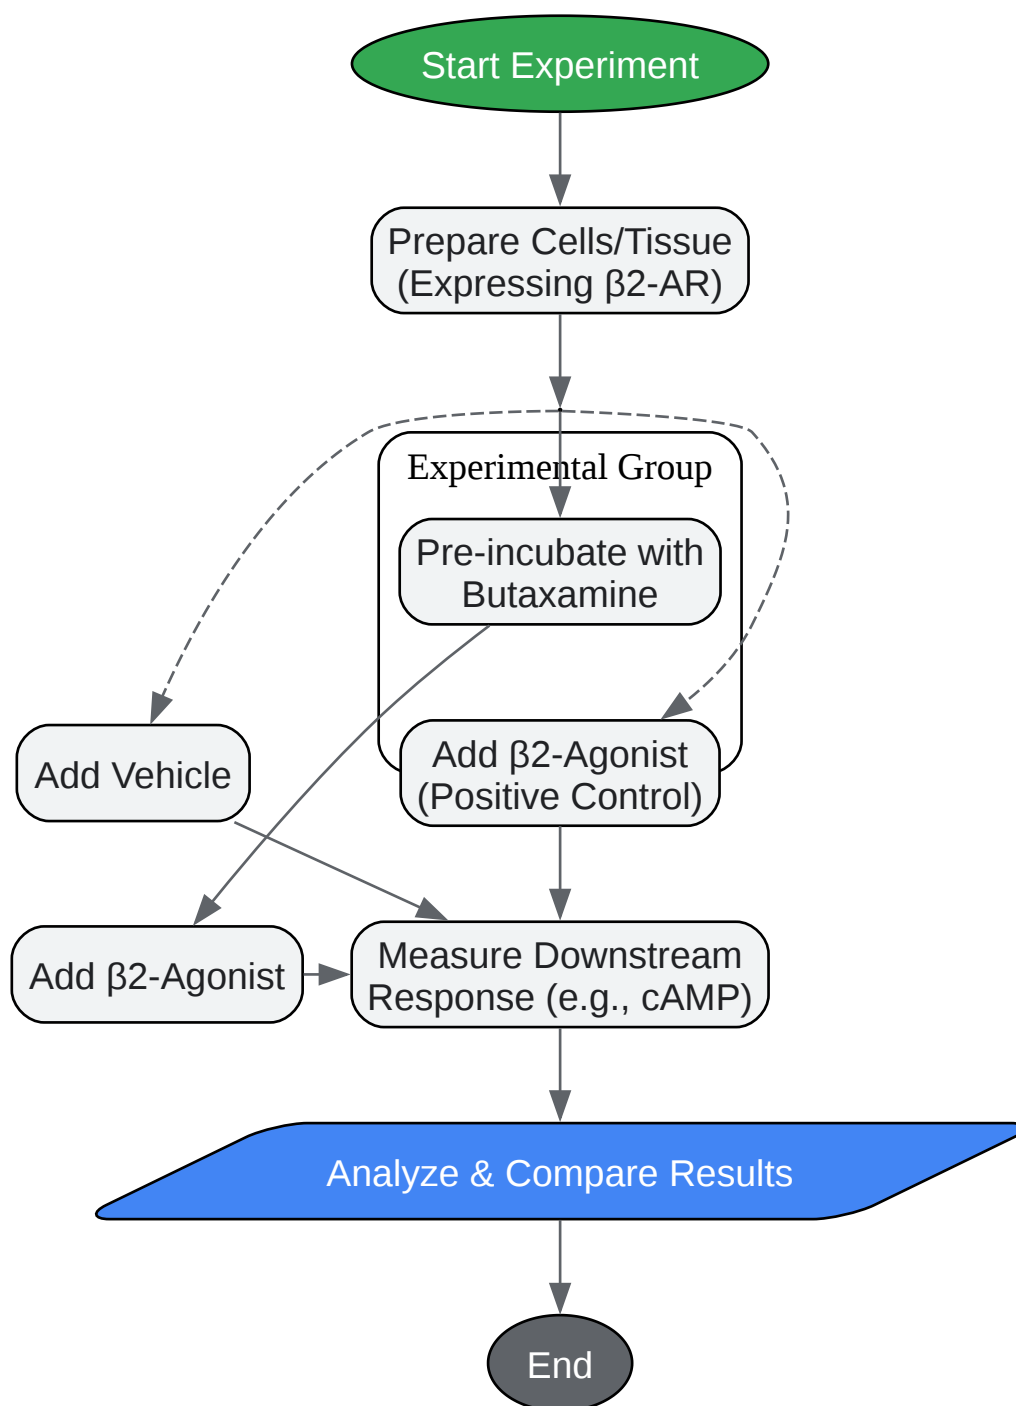 Start Experiment
Prepare Cells/Tissue
(Expressing β2-AR)
Experimental Group
Pre-incubate with
Butaxamine
Add Vehicle
Add β2-Agonist
(Positive Control)
Add β2-Agonist
Measure Downstream
Response (e.g., cAMP)
Analyze & Compare Results
End